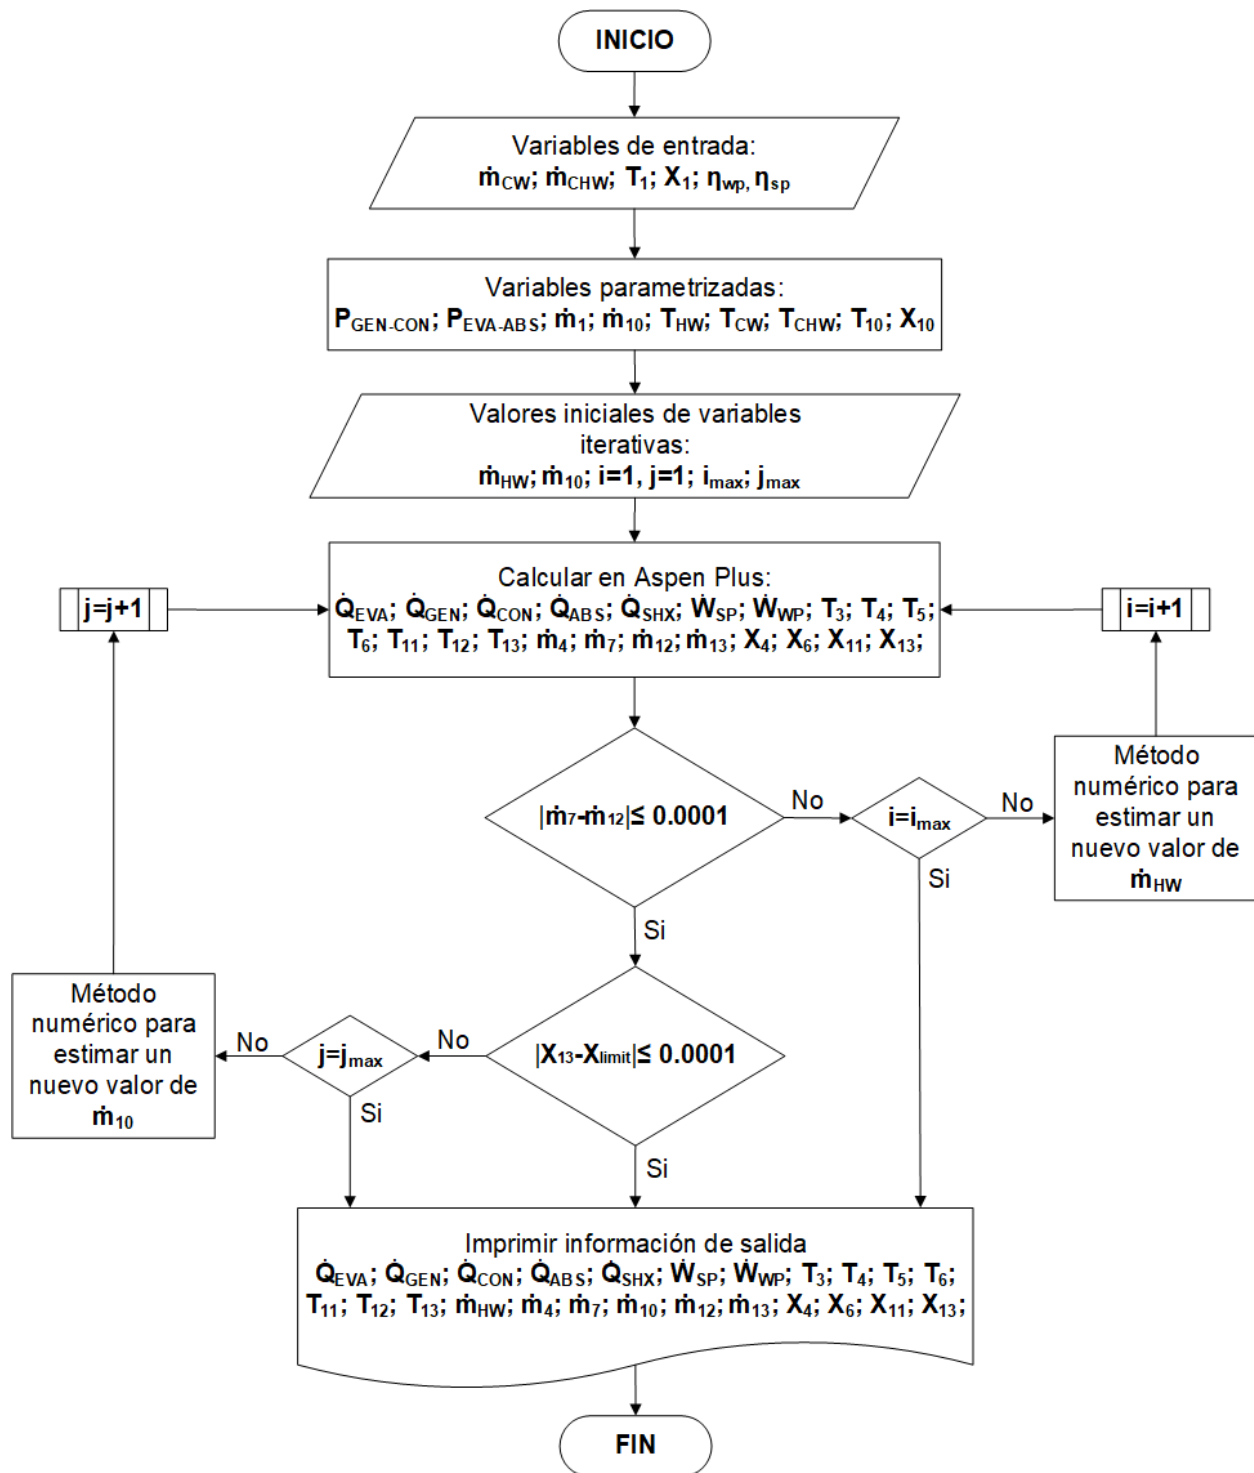 INICIO
Variables de entrada:
ṁCW; ṁCHW; T1; X1; ηwp, ηsp
Variables parametrizadas:
PGEN-CON; PEVA-ABS; ṁ1; ṁ10; THW; TCW; TCHW; T10; X10
Valores iniciales de variables
iterativas:
ṁHW; ṁ10; i=1, j=1; imax; jmax
Calcular en Aspen Plus:
Q̇EVA; Q̇GEN; Q̇CON; Q̇ABS; Q̇SHX; ẆSP; ẆWP; T3; T4; T5;
T6; T11; T12; T13; ṁ4; ṁ7; ṁ12; ṁ13; X4; X6; X11; X13;
j=j+1
i=i+1
|ṁ7-ṁ12|≤ 0.0001
No
i=imax
No
Método
numérico para
estimar un
nuevo valor de
ṁHW
Si
Si
|X13-Xlimit|≤ 0.0001
No
j=jmax
No
Método
numérico para
estimar un
nuevo valor de
ṁ10
Si
Si
Imprimir información de salida
Q̇EVA; Q̇GEN; Q̇CON; Q̇ABS; Q̇SHX; ẆSP; ẆWP; T3; T4; T5; T6;
T11; T12; T13; ṁHW; ṁ4; ṁ7; ṁ10; ṁ12; ṁ13; X4; X6; X11; X13;
FIN